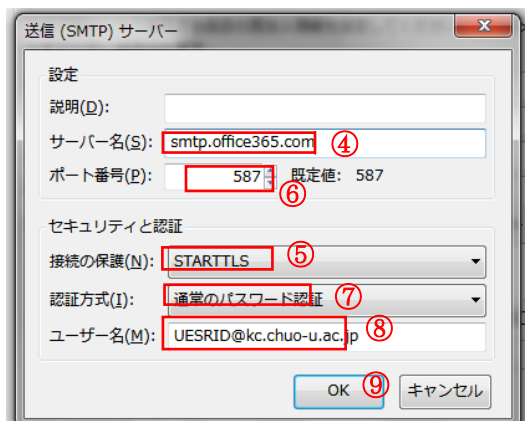 送信 (SMTP) サーバー
設定
説明(D):
サーバー名(S): smtp.office365.com ④
ポート番号(P): 587 既定値: 587
⑥
セキュリティと認証
接続の保護(N): STARTTLS ⑤
認証方式(I): 通常のパスワード認証 ⑦
ユーザー名(M): UESRID@kc.chuo-u.ac.jp ⑧
OK ⑨ キャンセル